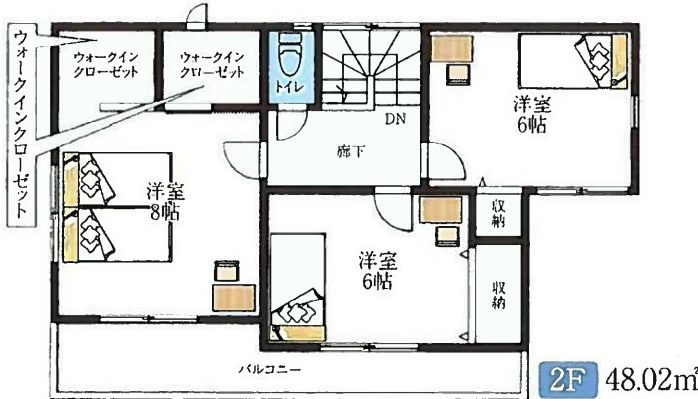 ウォークインクローゼット
ウォークイン
クローゼット
ウォークイン
クローゼット
トイレ
DN
洋室
6帖
廊下
洋室
8帖
収納
洋室
6帖
収納
バルコニー
2F 48.02㎡